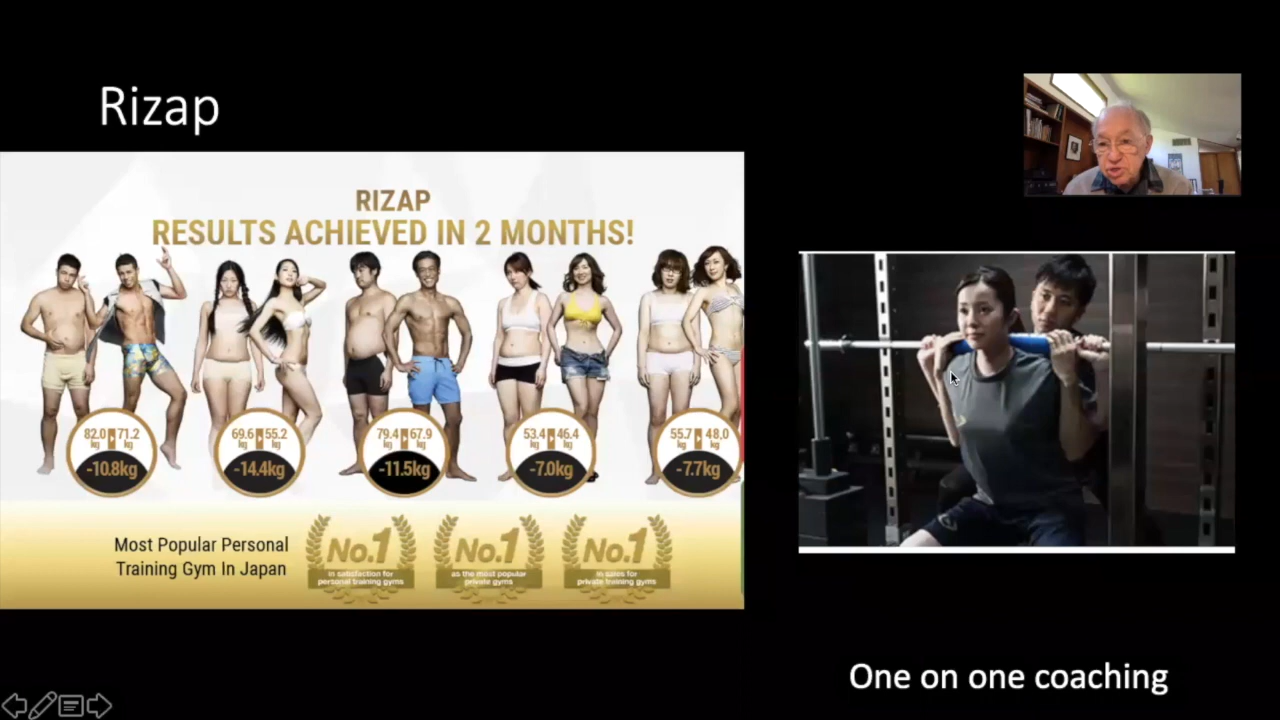 Rizap
RIZAP
RESULTS ACHIEVED IN 2 MONTHS!
82.0 kg 71.2 kg
-10.8kg
69.6 kg 55.2 kg
-14.4kg
79.4 kg 67.9 kg
-11.5kg
53.4 kg 46.4 kg
-7.0kg
55.7 kg 48,0 kg
-7.7kg
Most Popular Personal
Training Gym In Japan
No.1
in satisfaction for
personal training gyms
No.1
as the most popular
private gyms
No.1
in sales for
private training gyms
One on one coaching